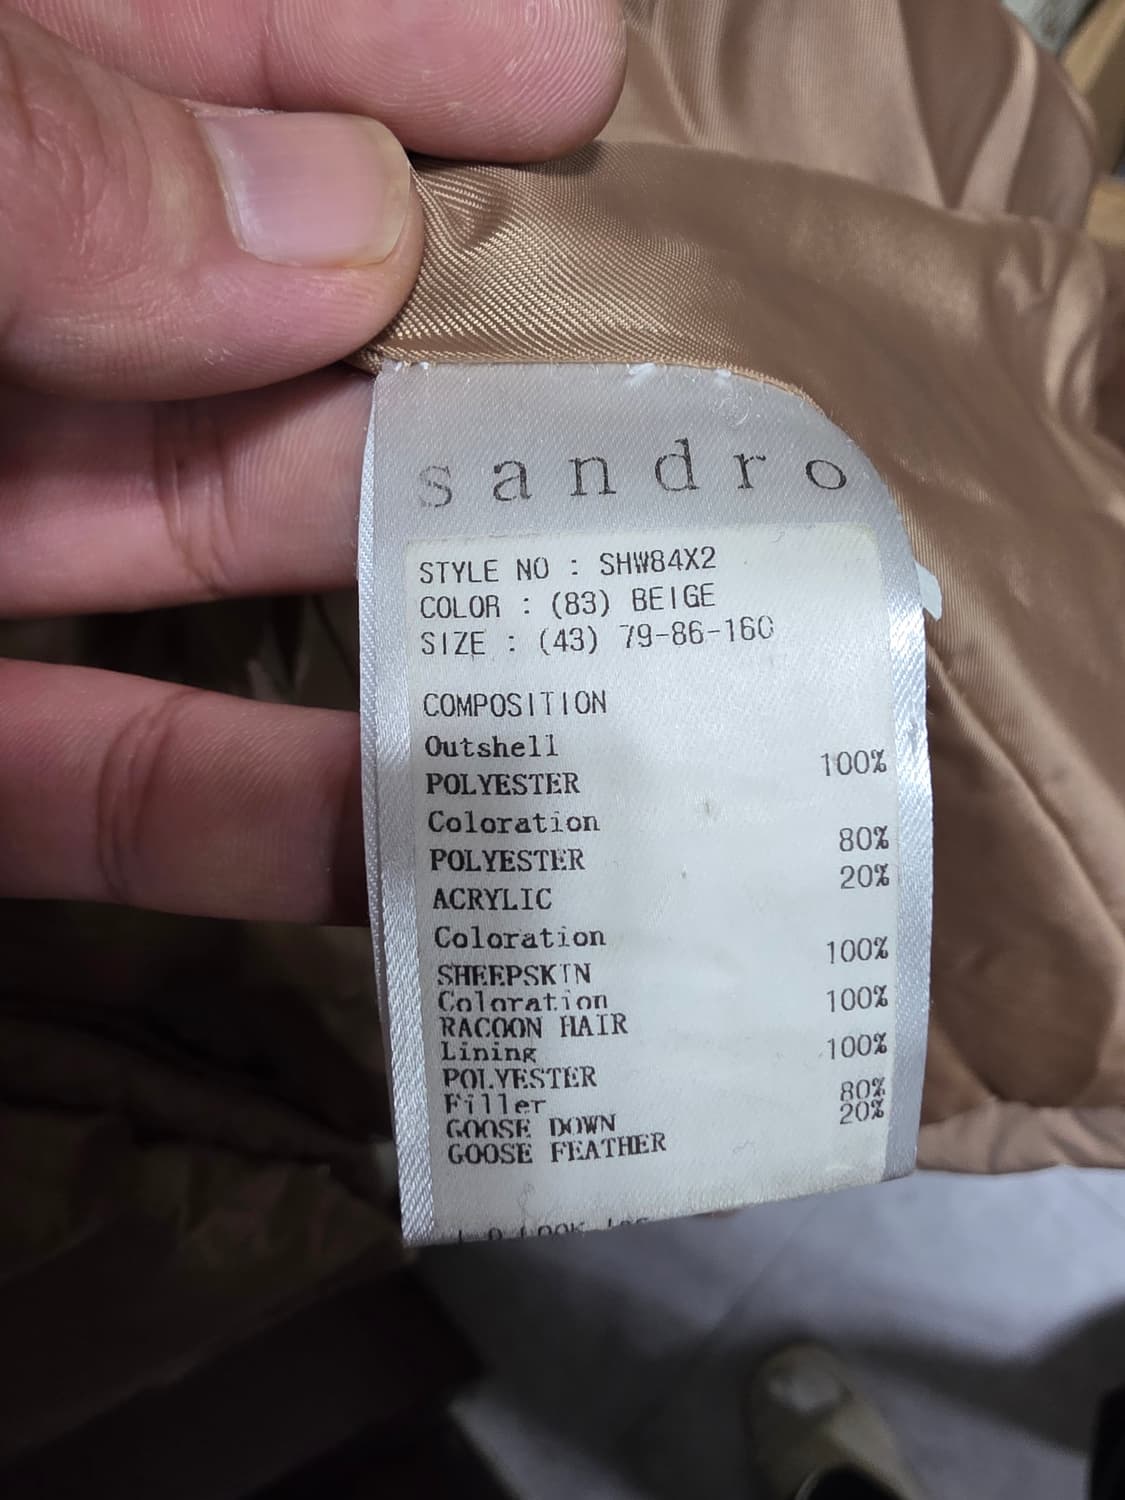 sandro
STYLE NO : SHW84X2
COLOR : (83) BEIGE
SIZE : (43) 79-86-160
COMPOSITION
Outshell
POLYESTER 100%
Coloration
POLYESTER 80%
ACRYLIC 20%
Coloration
SHEEPSKIN 100%
Coloration
RACOON HAIR 100%
Lining
POLYESTER 100%
Filler
GOOSE DOWN 80%
GOOSE FEATHER 20%